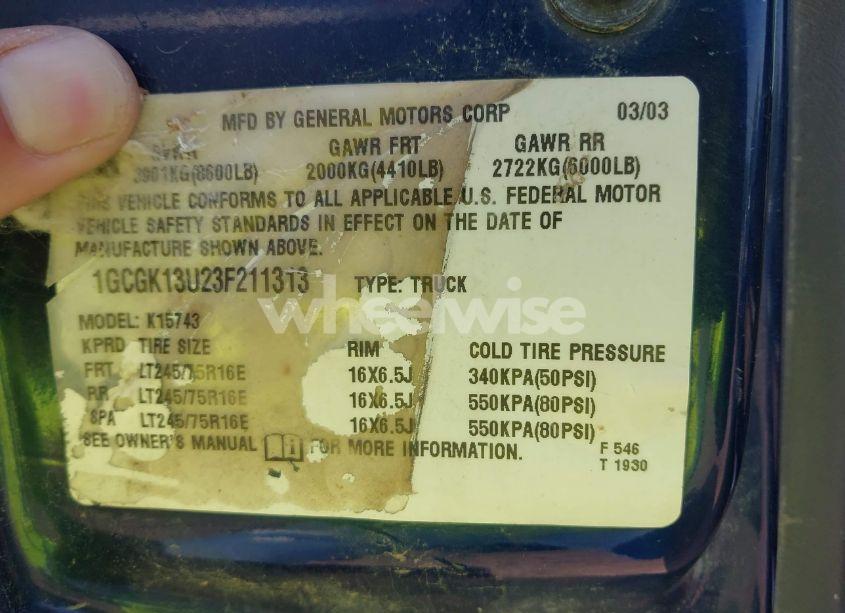 MFD BY GENERAL MOTORS CORP 03/03
GVWR GAWR FRT GAWR RR
3901KG(8600LB) 2000KG(4410LB) 2722KG(6000LB)
THIS VEHICLE CONFORMS TO ALL APPLICABLE U.S. FEDERAL MOTOR
VEHICLE SAFETY STANDARDS IN EFFECT ON THE DATE OF
MANUFACTURE SHOWN ABOVE.
1GCGK13U23F211313 TYPE: TRUCK
wheelwise
MODEL: K15743
KPRD TIRE SIZE RIM COLD TIRE PRESSURE
FRT LT245/75R16E 16X6.5J 340KPA(50PSI)
RR LT245/75R16E 16X6.5J 550KPA(80PSI)
SPA LT245/75R16E 16X6.5J 550KPA(80PSI)
SEE OWNER'S MANUAL FOR MORE INFORMATION.
F 546
T 1930